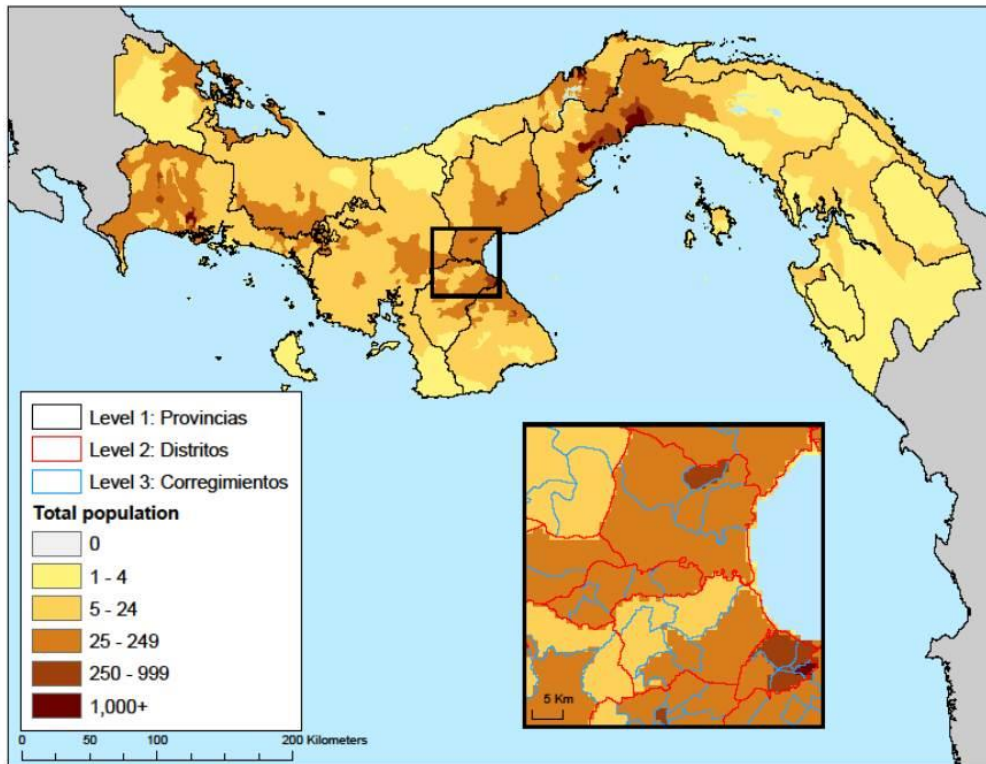 Level 1: Provincias
Level 2: Distritos
Level 3: Corregimientos
Total population
0
1 - 4
5 - 24
25 - 249
250 - 999
1,000+
0 50 100 200 Kilometers
5 Km